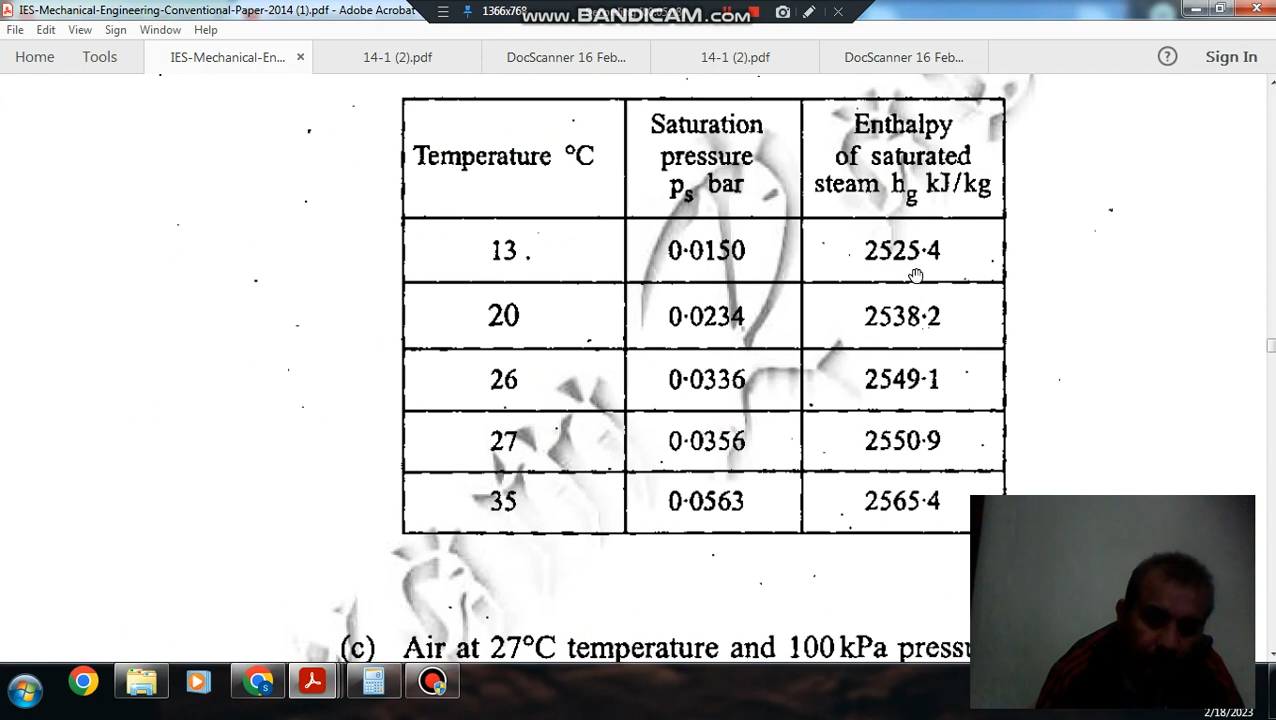 IES-Mechanical-Engineering-Conventional-Paper-2014 (1).pdf - Adobe Acrobat
1366x768
www.BANDICAM.com
File Edit View Sign Window Help
Home Tools IES-Mechanical-En... × 14-1 (2).pdf DocScanner 16 Feb... 14-1 (2).pdf DocScanner 16 Feb... Sign In
Temperature °C
Saturation
pressure
ps bar
Enthalpy
of saturated
steam hg kJ/kg
13 0·0150 2525·4
20 0·0234 2538·2
26 0·0336 2549·1
27 0·0356 2550·9
35 0·0563 2565·4
(c) Air at 27°C temperature and 100 kPa
2/18/2023